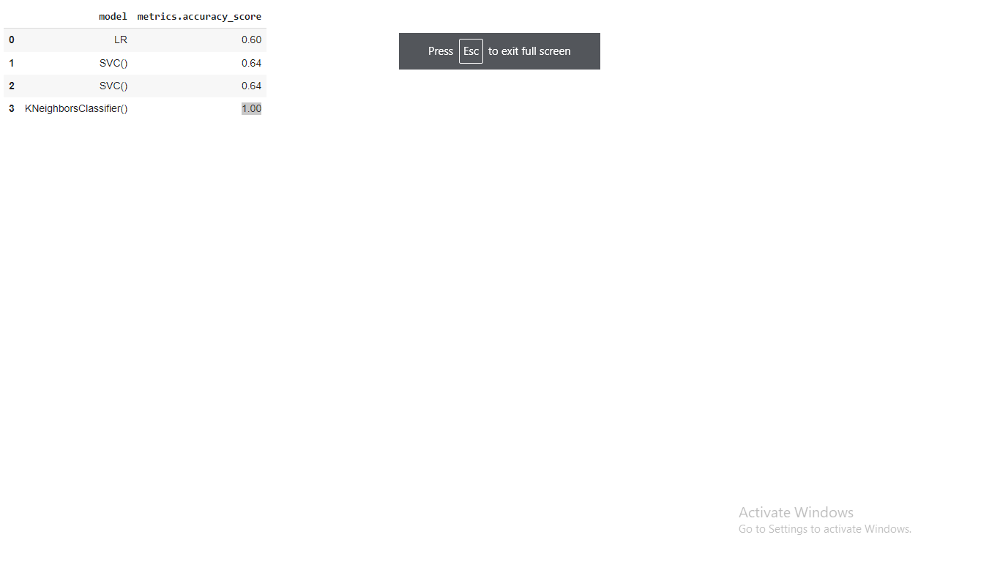 model metrics.accuracy_score
0 LR 0.60
1 SVC() 0.64
2 SVC() 0.64
3 KNeighborsClassifier() 1.00
Press Esc to exit full screen
Activate Windows
Go to Settings to activate Windows.